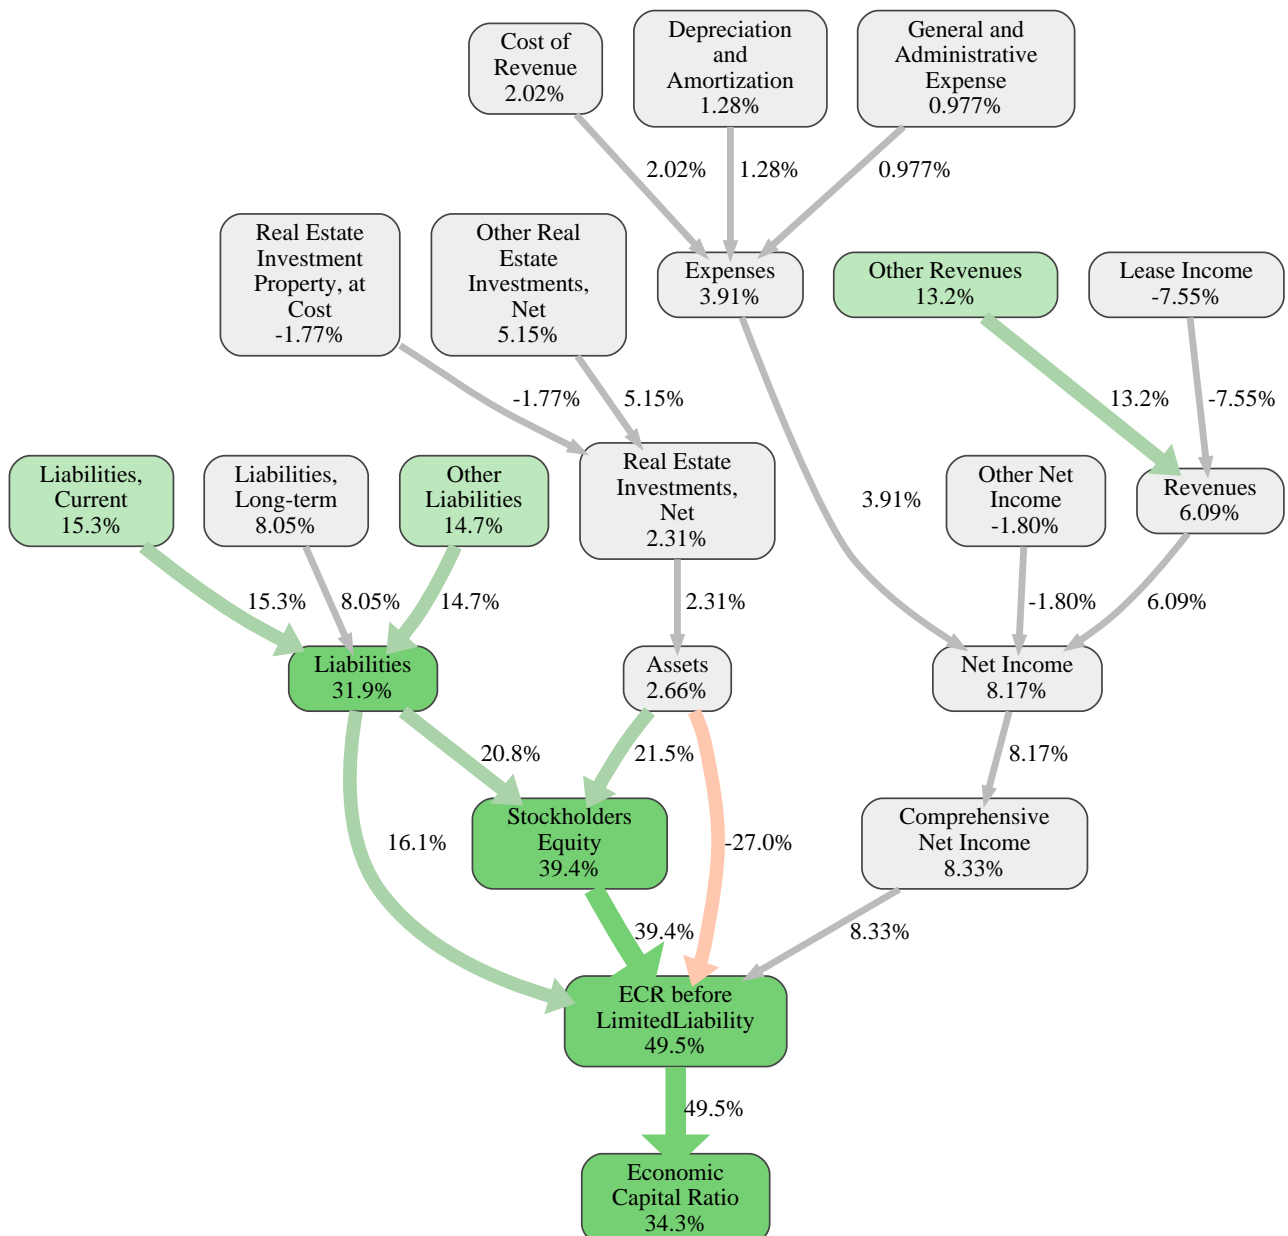 Cost of
Revenue
2.02%
Depreciation
and
Amortization
1.28%
General and
Administrative
Expense
0.977%
2.02%
1.28%
0.977%
Real Estate
Investment
Property, at
Cost
-1.77%
Other Real
Estate
Investments,
Net
5.15%
Expenses
3.91%
Other Revenues
13.2%
Lease Income
-7.55%
-1.77%
5.15%
13.2%
-7.55%
Liabilities,
Current
15.3%
Liabilities,
Long-term
8.05%
Other
Liabilities
14.7%
Real Estate
Investments,
Net
2.31%
3.91%
Other Net
Income
-1.80%
Revenues
6.09%
15.3%
8.05%
14.7%
2.31%
-1.80%
6.09%
Liabilities
31.9%
Assets
2.66%
Net Income
8.17%
20.8%
21.5%
8.17%
16.1%
Stockholders
Equity
39.4%
-27.0%
Comprehensive
Net Income
8.33%
39.4%
8.33%
ECR before
LimitedLiability
49.5%
49.5%
Economic
Capital Ratio
34.3%